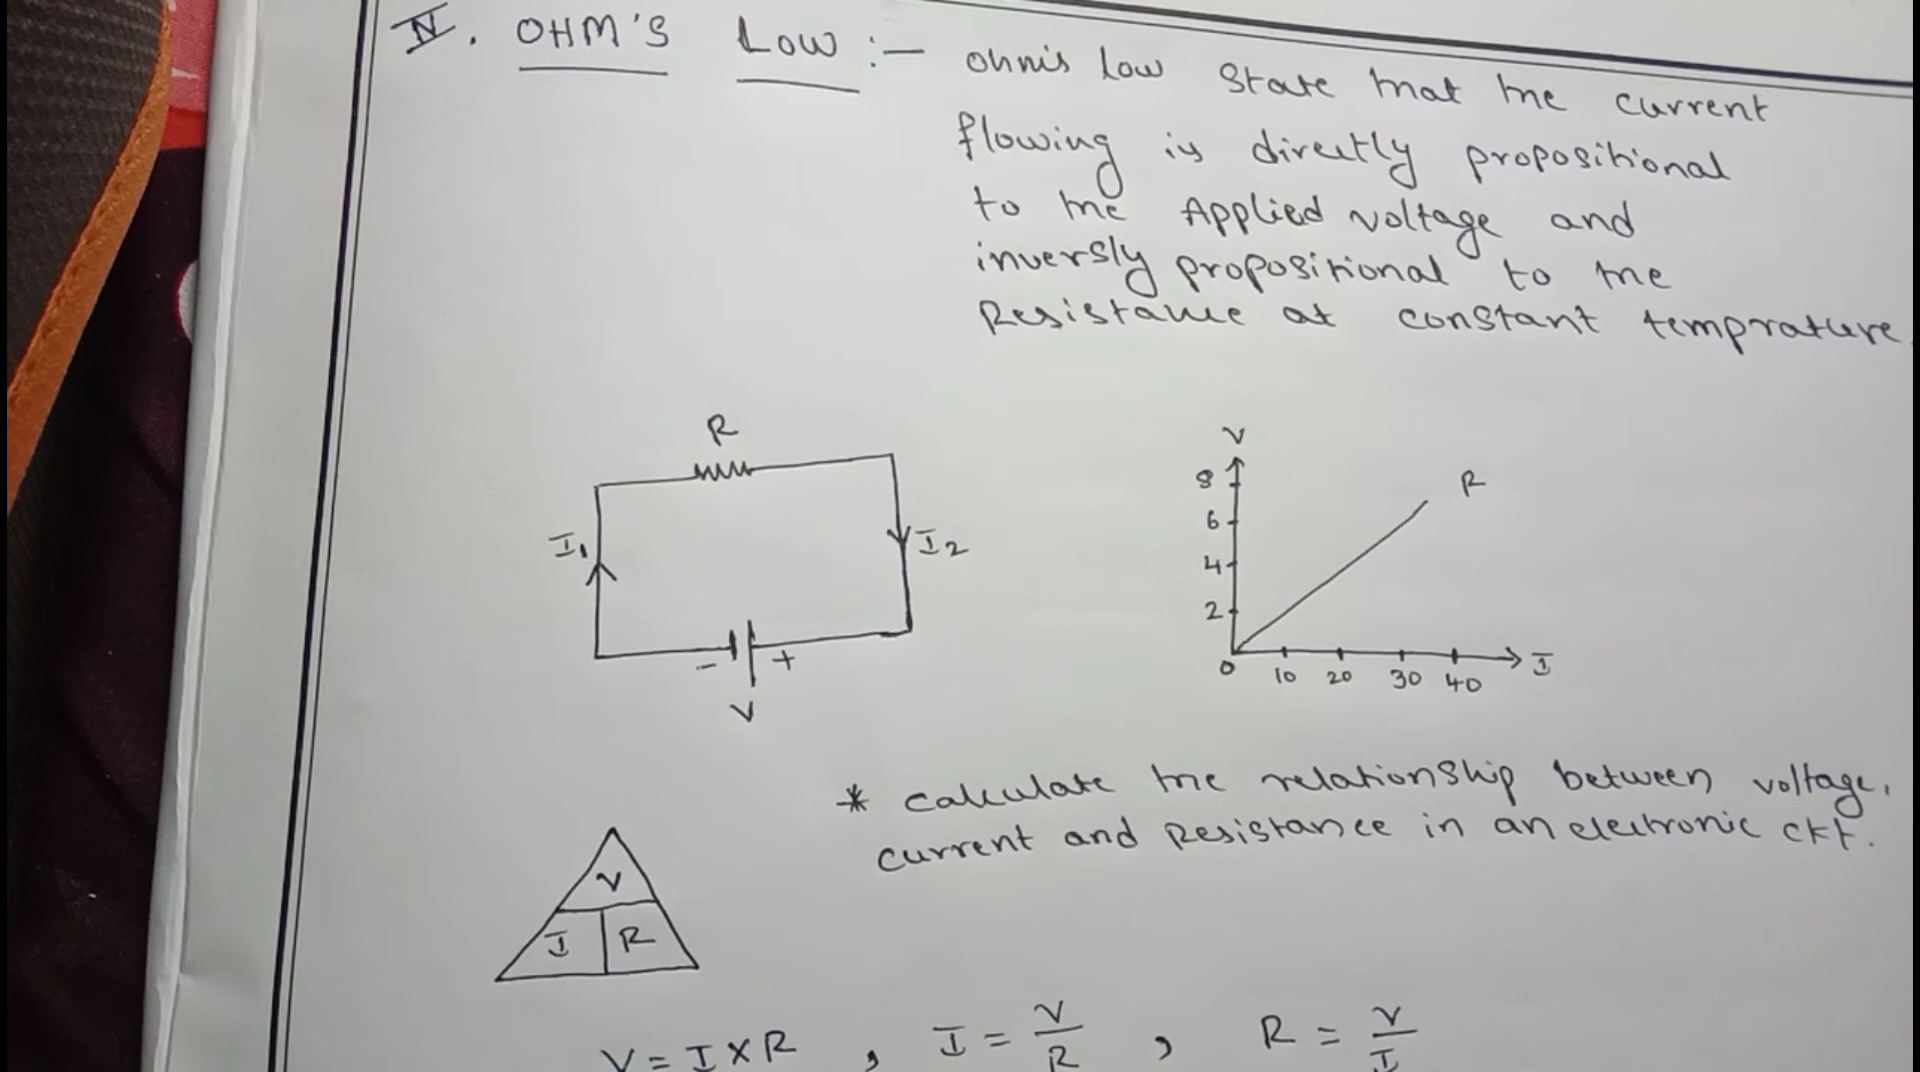 IV. OHM'S Low :- ohm's low state that the current
flowing is directly propositional
to the Applied voltage and
inversly propositional to the
Resistance at constant temprature.
R
I1
I2
- +
V
V
8
6
4
2
0
10 20 30 40
I
R
* calculate the relationship between voltage,
current and Resistance in an electronic ckt.
V
I R
V = I X R , I = V/R , R = V/I